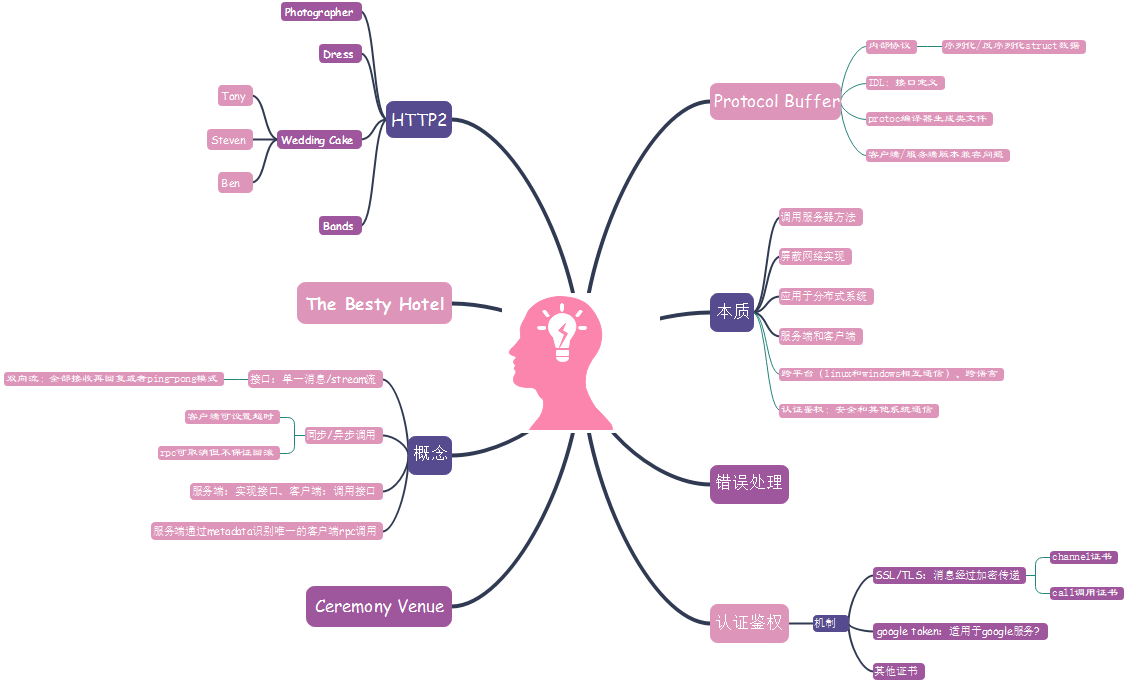 Photographer
Dress
HTTP2
Tony
Steven
Wedding Cake
Ben
Bands
The Besty Hotel
双向流：全部接收再回复或者ping-pong模式
接口：单一消息/stream流
客户端可设置超时
同步/异步调用
rpc可取消但不保证回滚
概念
服务端：实现接口、客户端：调用接口
服务端通过metadata识别唯一的客户端rpc调用
Ceremony Venue
Protocol Buffer
内部协议
序列化/反序列化struct数据
IDL：接口定义
protoc编译器生成类文件
客户端/服务端版本兼容问题
本质
调用服务器方法
屏蔽网络实现
应用于分布式系统
服务端和客户端
跨平台（linux和windows相互通信）、跨语言
认证鉴权：安全和其他系统通信
错误处理
认证鉴权
机制
SSL/TLS：消息经过加密传递
channel证书
call调用证书
google token：适用于google服务?
其他证书